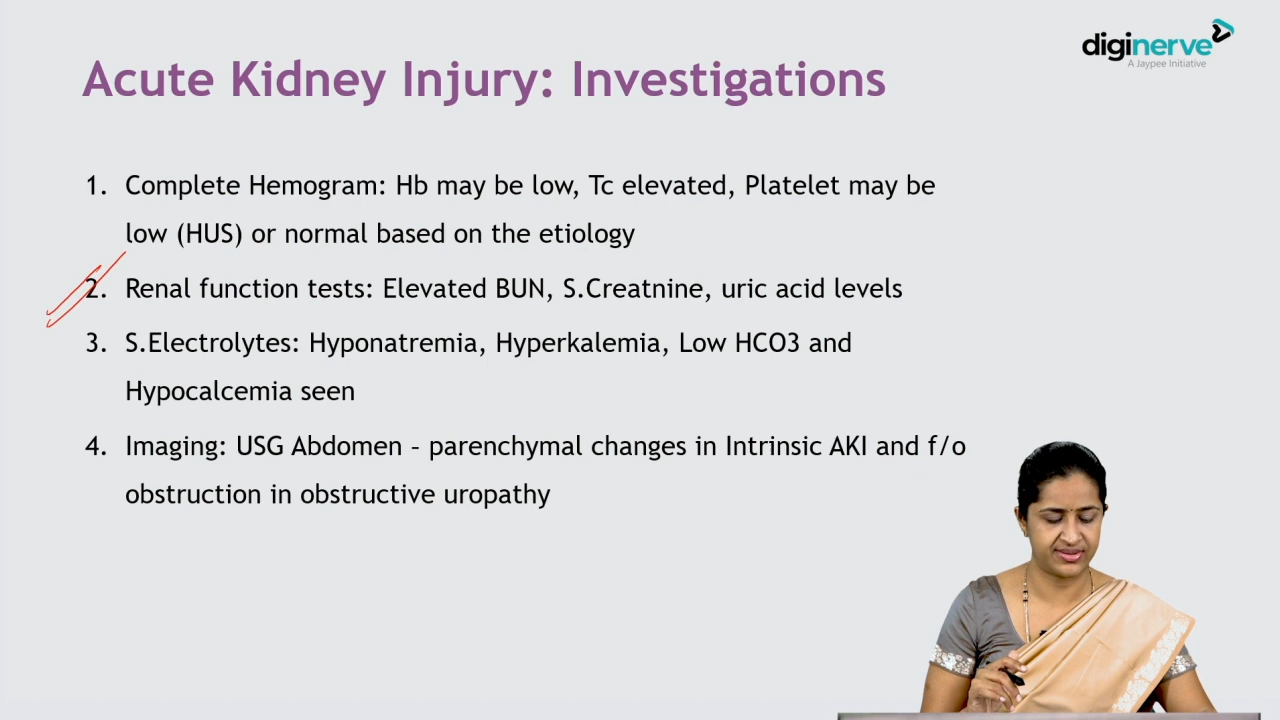 diginerve
A Jaypee Initiative
Acute Kidney Injury: Investigations
1. Complete Hemogram: Hb may be low, Tc elevated, Platelet may be
low (HUS) or normal based on the etiology
2. Renal function tests: Elevated BUN, S.Creatnine, uric acid levels
3. S.Electrolytes: Hyponatremia, Hyperkalemia, Low HCO3 and
Hypocalcemia seen
4. Imaging: USG Abdomen – parenchymal changes in Intrinsic AKI and f/o
obstruction in obstructive uropathy